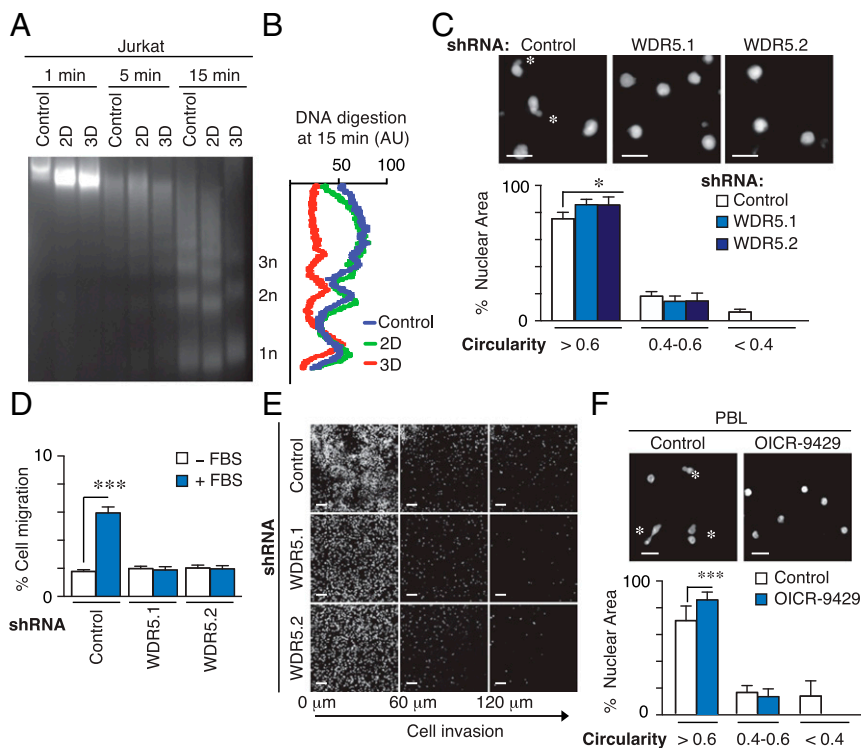 A
Jurkat
1 min 5 min 15 min
Control 2D 3D Control 2D 3D Control 2D 3D
3n
2n
1n
B
DNA digestion
at 15 min (AU)
50 100
Control
2D
3D
C
shRNA: Control WDR5.1 WDR5.2
* *
100
0
% Nuclear Area
*
shRNA:
Control
WDR5.1
WDR5.2
Circularity > 0.6 0.4-0.6 < 0.4
D
10
0
% Cell migration
***
– FBS
+ FBS
shRNA
Control WDR5.1 WDR5.2
E
shRNA
Control
WDR5.1
WDR5.2
0 µm 60 µm 120 µm
Cell invasion
F
PBL
Control OICR-9429
* * *
100
0
% Nuclear Area
***
Control
OICR-9429
Circularity > 0.6 0.4-0.6 < 0.4